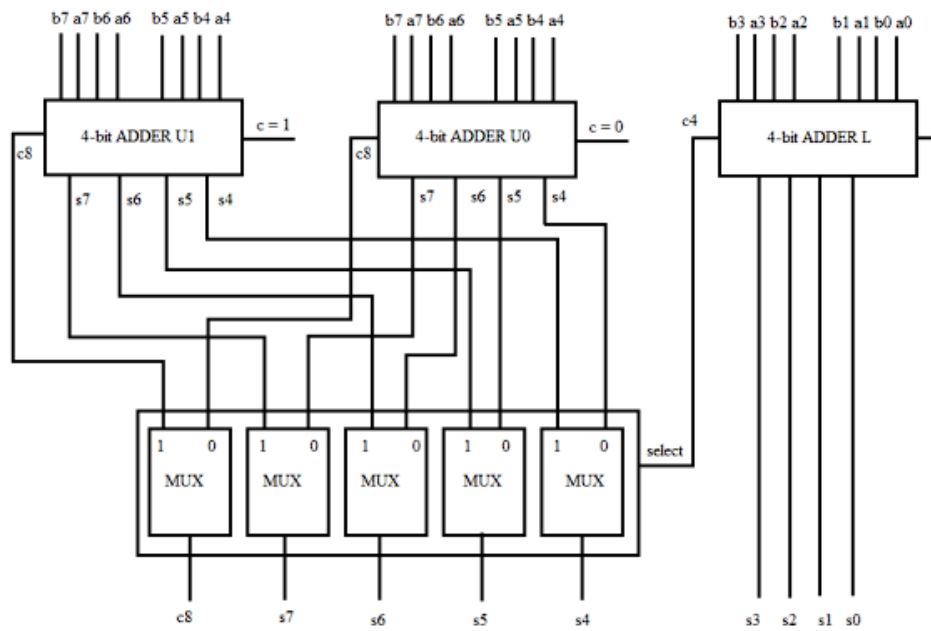 b7 a7 b6 a6 b5 a5 b4 a4 b7 a7 b6 a6 b5 a5 b4 a4 b3 a3 b2 a2 b1 a1 b0 a0
4-bit ADDER U1 c = 1 4-bit ADDER U0 c = 0 c4 4-bit ADDER L
c8 c8
s7 s6 s5 s4 s7 s6 s5 s4
1 0 1 0 1 0 1 0 1 0 select
MUX MUX MUX MUX MUX
c8 s7 s6 s5 s4 s3 s2 s1 s0